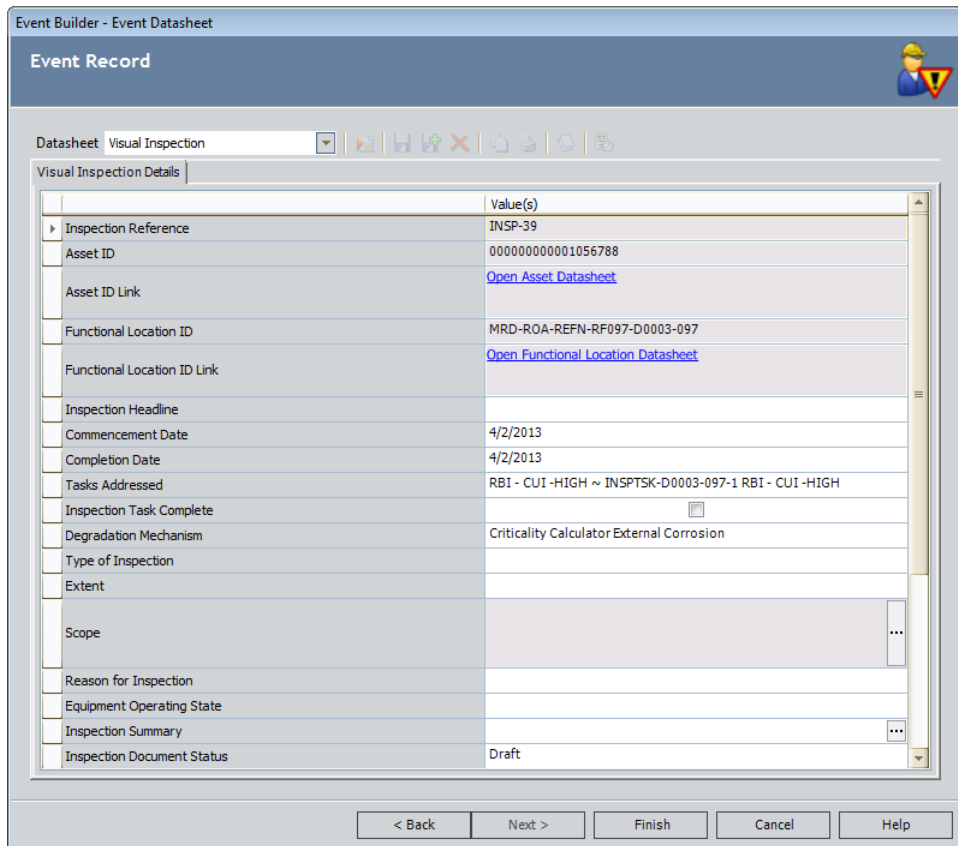 Event Builder - Event Datasheet
Event Record
Datasheet Visual Inspection
Visual Inspection Details
Value(s)
Inspection Reference INSP-39
Asset ID 000000000001056788
Asset ID Link Open Asset Datasheet
Functional Location ID MRD-ROA-REFN-RF097-D0003-097
Functional Location ID Link Open Functional Location Datasheet
Inspection Headline
Commencement Date 4/2/2013
Completion Date 4/2/2013
Tasks Addressed RBI - CUI -HIGH ~ INSPTSK-D0003-097-1 RBI - CUI -HIGH
Inspection Task Complete
Degradation Mechanism Criticality Calculator External Corrosion
Type of Inspection
Extent
Scope ...
Reason for Inspection
Equipment Operating State
Inspection Summary ...
Inspection Document Status Draft
< Back Next > Finish Cancel Help